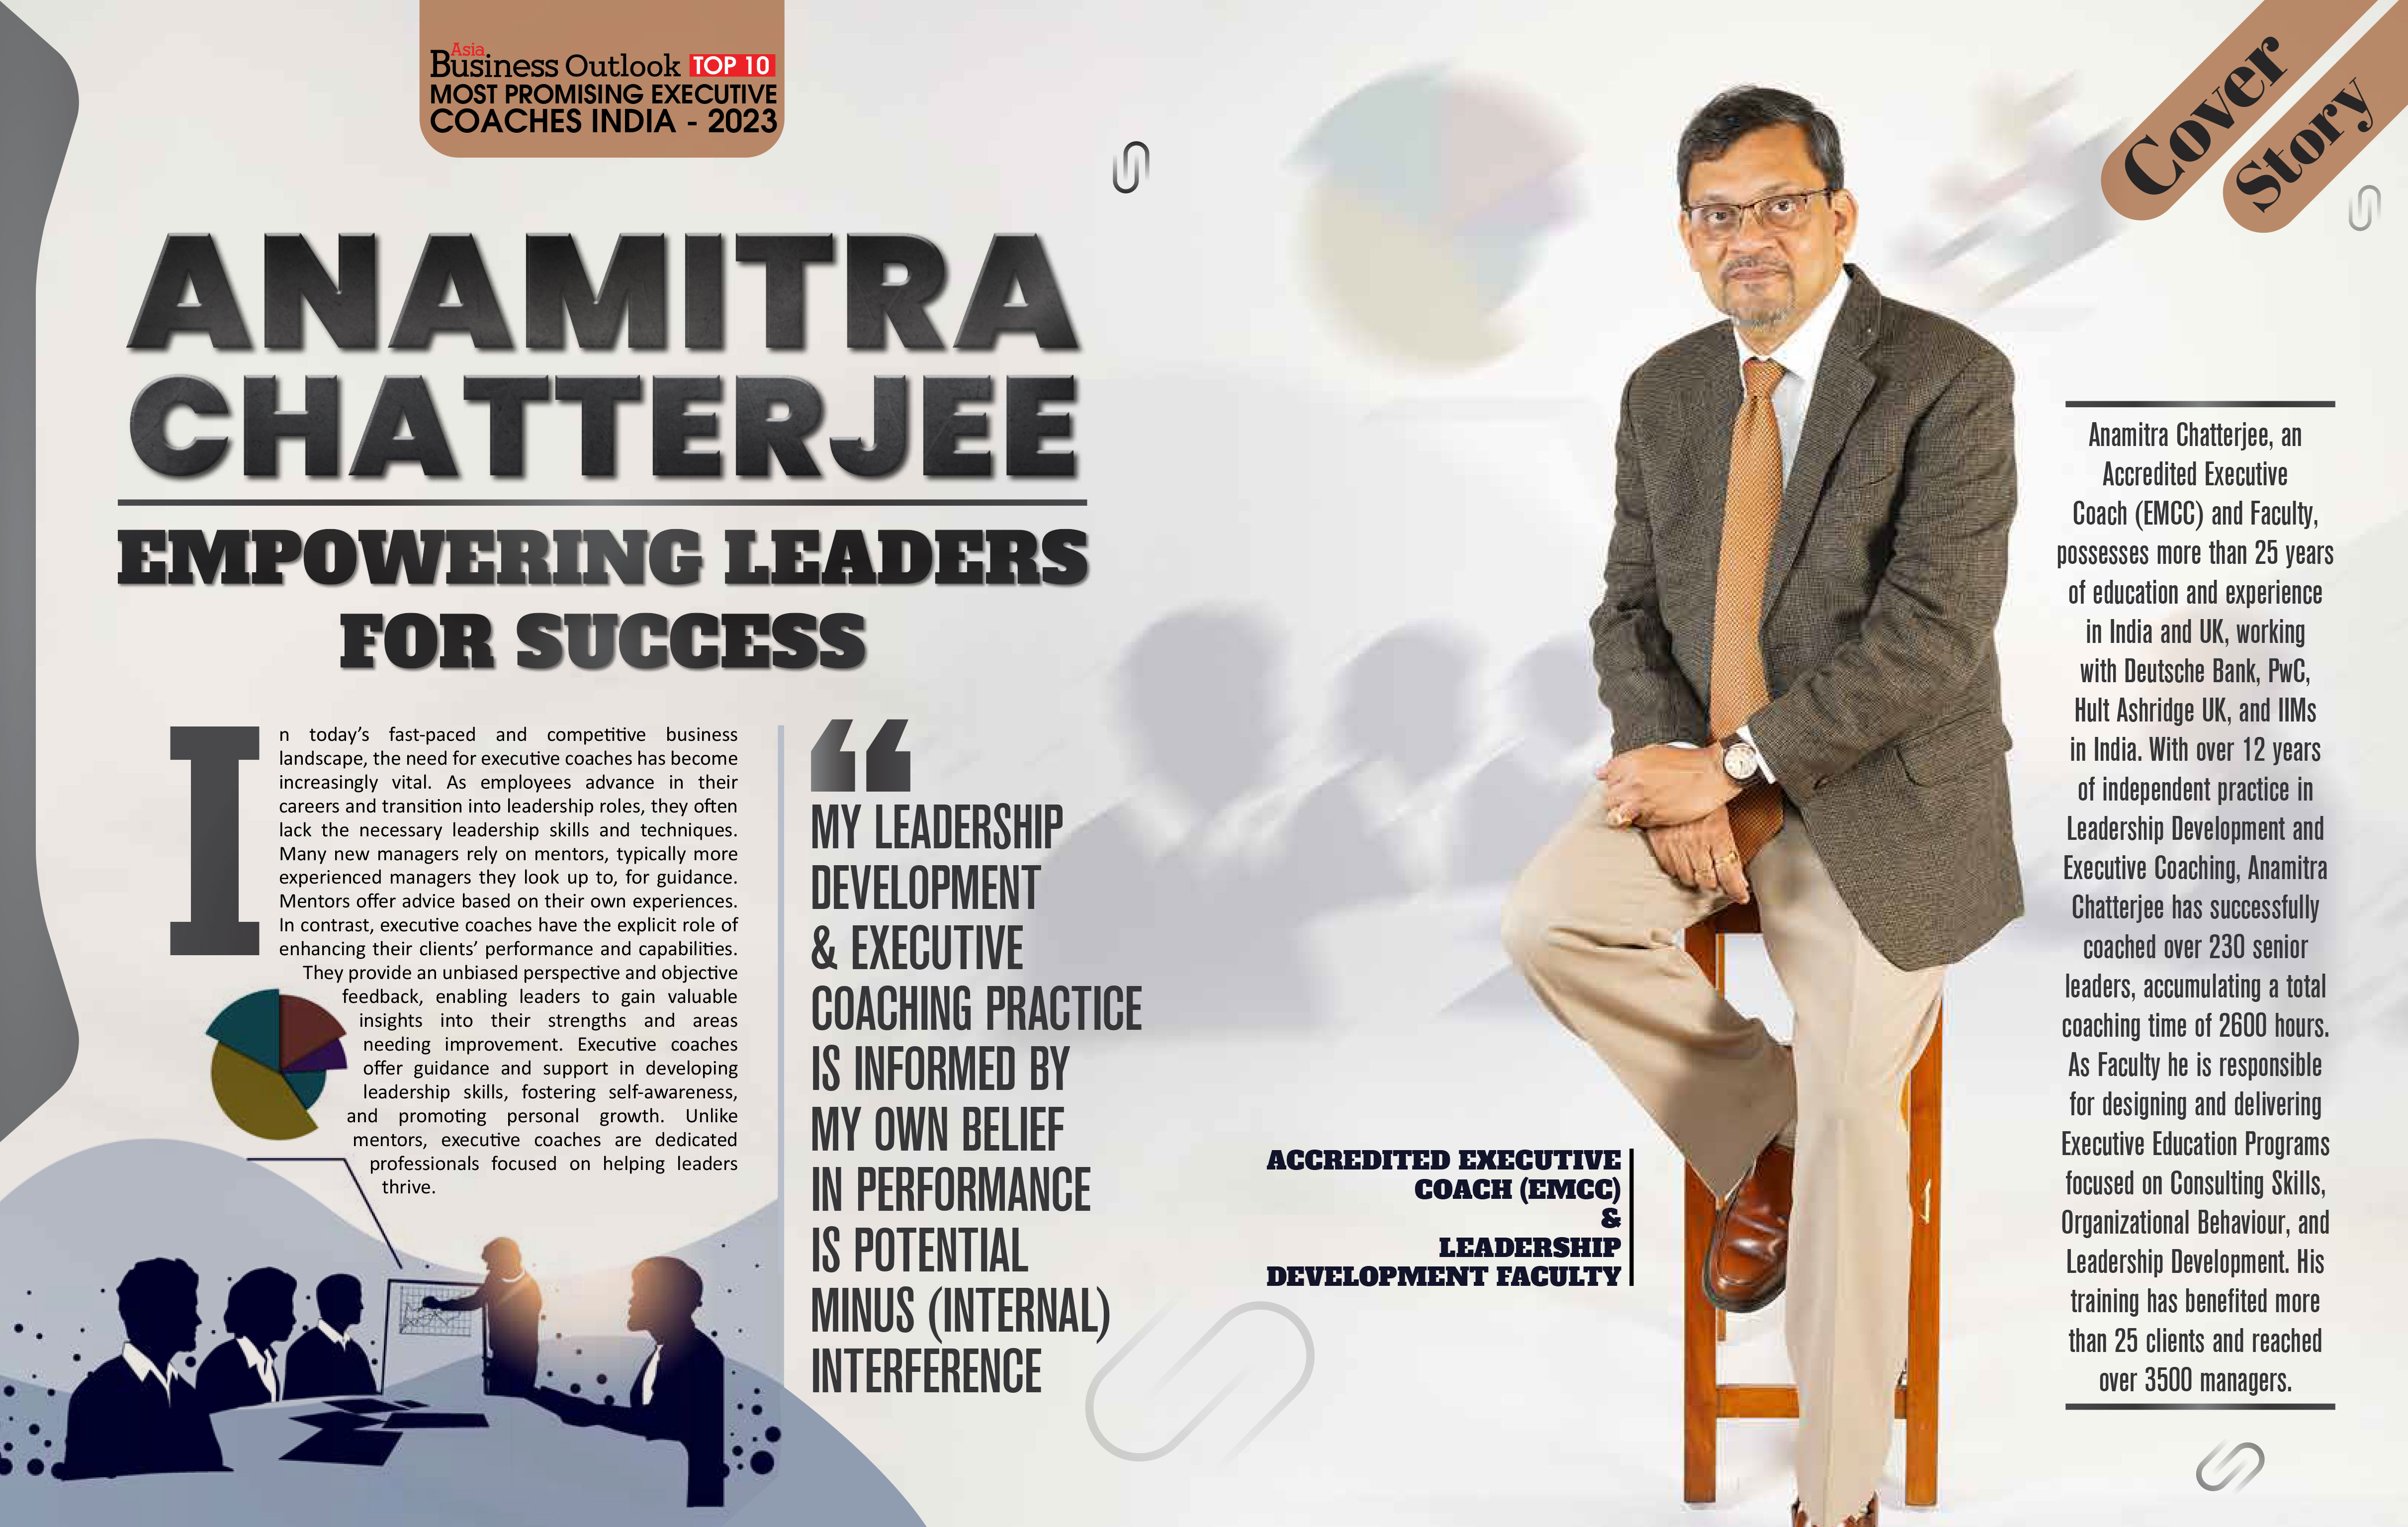 Asia
Business Outlook TOP 10
MOST PROMISING EXECUTIVE
COACHES INDIA - 2023
Cover
Story
ANAMITRA
CHATTERJEE
EMPOWERING LEADERS
FOR SUCCESS
In today's fast-paced and competitive business
landscape, the need for executive coaches has become
increasingly vital. As employees advance in their
careers and transition into leadership roles, they often
lack the necessary leadership skills and techniques.
Many new managers rely on mentors, typically more
experienced managers they look up to, for guidance.
Mentors offer advice based on their own experiences.
In contrast, executive coaches have the explicit role of
enhancing their clients' performance and capabilities.
They provide an unbiased perspective and objective
feedback, enabling leaders to gain valuable
insights into their strengths and areas
needing improvement. Executive coaches
offer guidance and support in developing
leadership skills, fostering self-awareness,
and promoting personal growth. Unlike
mentors, executive coaches are dedicated
professionals focused on helping leaders
thrive.
“
MY LEADERSHIP
DEVELOPMENT
& EXECUTIVE
COACHING PRACTICE
IS INFORMED BY
MY OWN BELIEF
IN PERFORMANCE
IS POTENTIAL
MINUS (INTERNAL)
INTERFERENCE
ACCREDITED EXECUTIVE
COACH (EMCC)
&
LEADERSHIP
DEVELOPMENT FACULTY
Anamitra Chatterjee, an
Accredited Executive
Coach (EMCC) and Faculty,
possesses more than 25 years
of education and experience
in India and UK, working
with Deutsche Bank, PwC,
Hult Ashridge UK, and IIMs
in India. With over 12 years
of independent practice in
Leadership Development and
Executive Coaching, Anamitra
Chatterjee has successfully
coached over 230 senior
leaders, accumulating a total
coaching time of 2600 hours.
As Faculty he is responsible
for designing and delivering
Executive Education Programs
focused on Consulting Skills,
Organizational Behaviour, and
Leadership Development. His
training has benefited more
than 25 clients and reached
over 3500 managers.